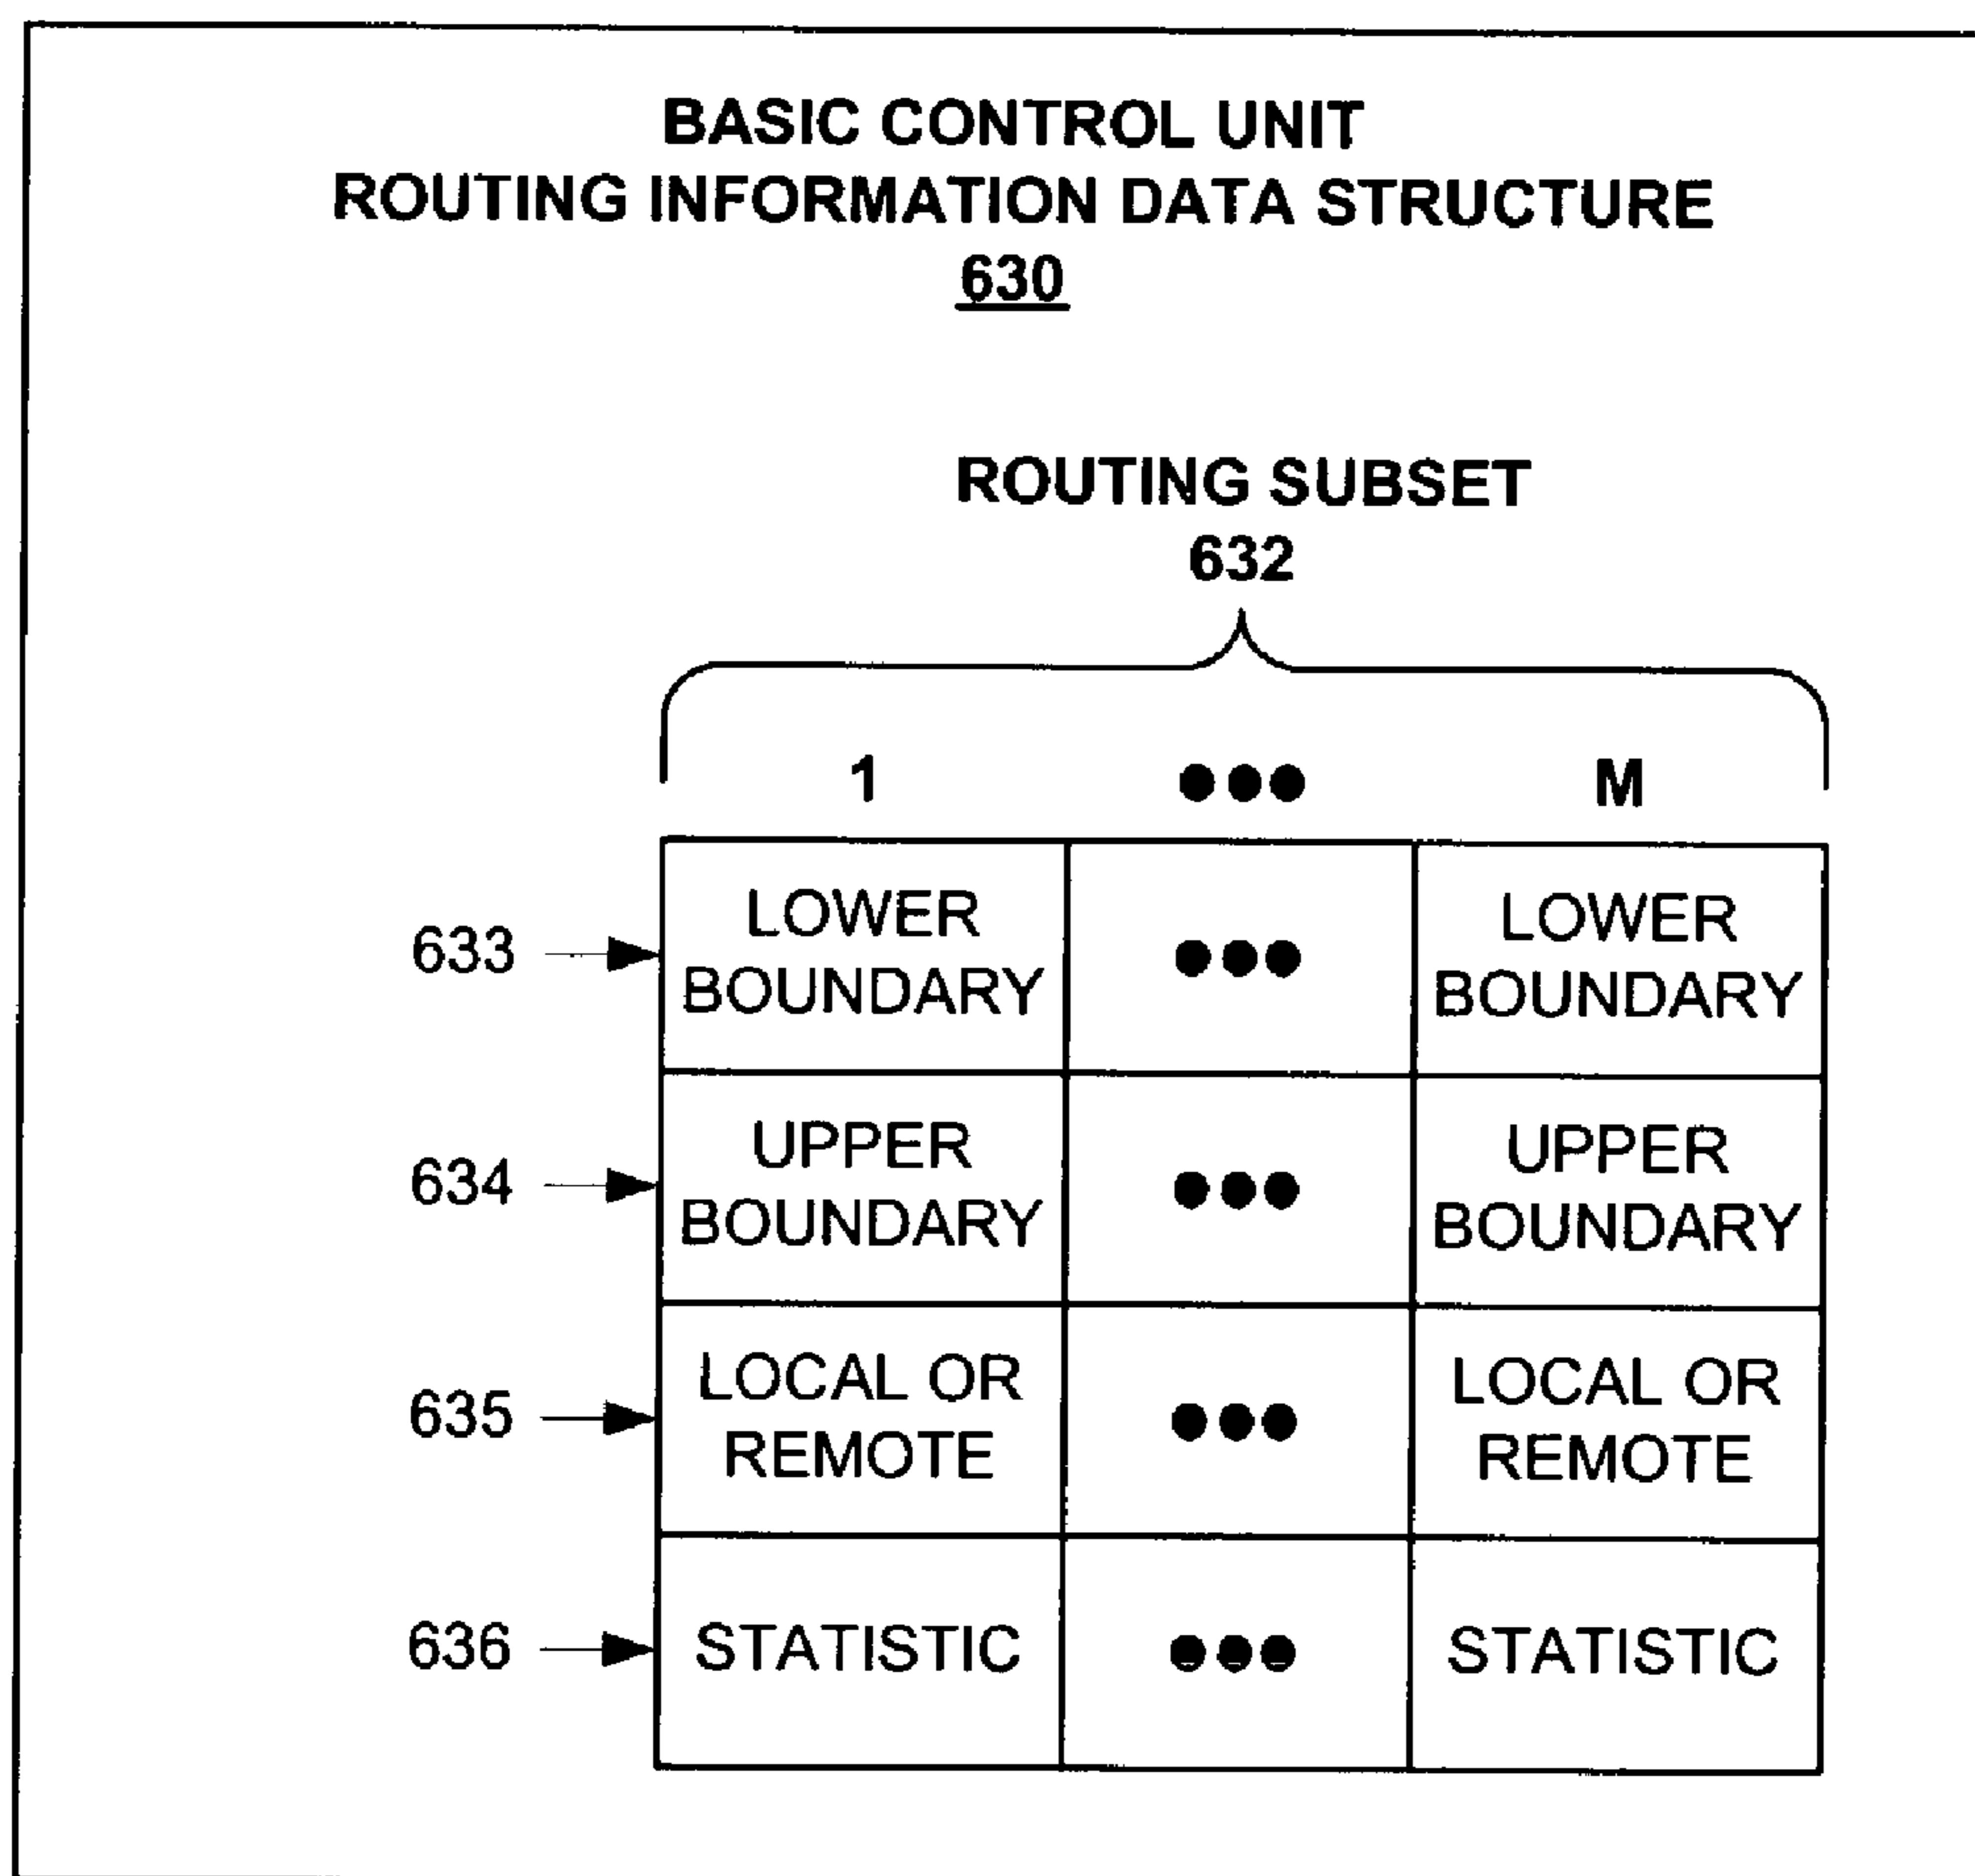 BASIC CONTROL UNIT
ROUTING INFORMATION DATA STRUCTURE
630
ROUTING SUBSET
632
1 ●●● M
633 LOWER BOUNDARY ●●● LOWER BOUNDARY
634 UPPER BOUNDARY ●●● UPPER BOUNDARY
635 LOCAL OR REMOTE ●●● LOCAL OR REMOTE
636 STATISTIC ●●● STATISTIC